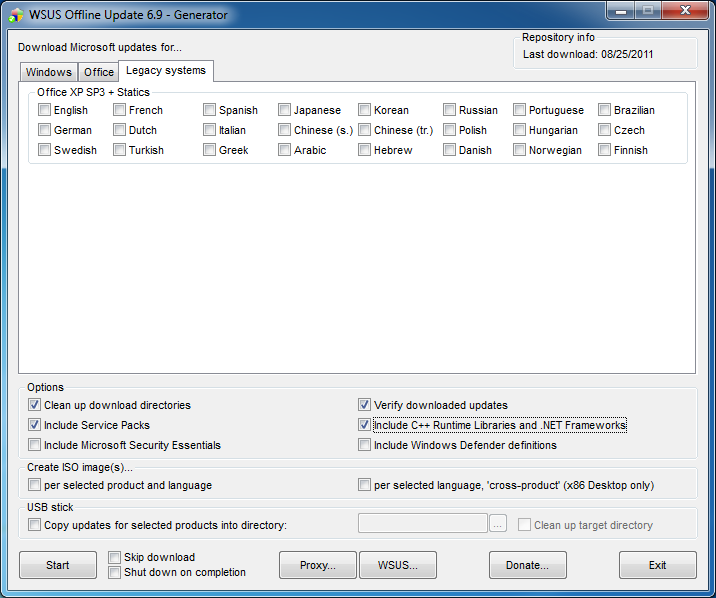 WSUS Offline Update 6.9 - Generator
Download Microsoft updates for...
Repository info
Last download: 08/25/2011
Windows Office Legacy systems
Office XP SP3 + Statics
English French Spanish Japanese Korean Russian Portuguese Brazilian
German Dutch Italian Chinese (s.) Chinese (tr.) Polish Hungarian Czech
Swedish Turkish Greek Arabic Hebrew Danish Norwegian Finnish
Options
Clean up download directories Verify downloaded updates
Include Service Packs Include C++ Runtime Libraries and .NET Frameworks
Include Microsoft Security Essentials Include Windows Defender definitions
Create ISO image(s)...
per selected product and language per selected language, 'cross-product' (x86 Desktop only)
USB stick
Copy updates for selected products into directory: ... Clean up target directory
Start Skip download Proxy... WSUS... Donate... Exit
Shut down on completion